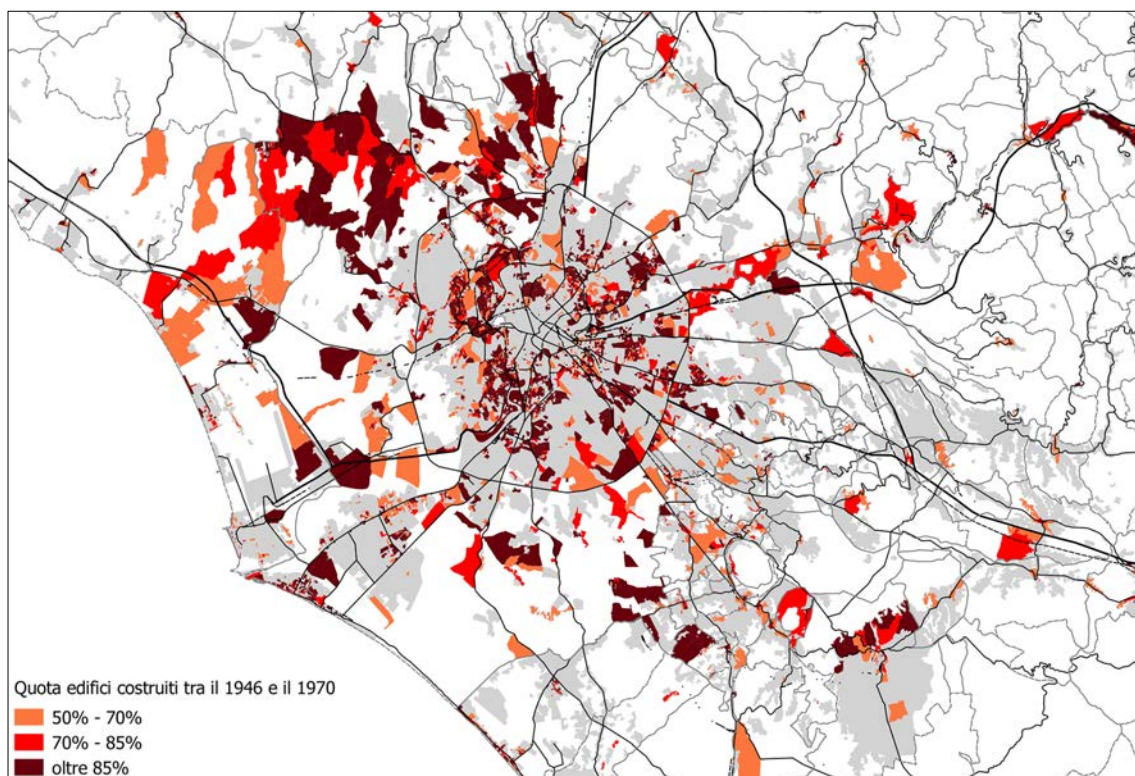 Quota edifici costruiti tra il 1946 e il 1970
50% - 70%
70% - 85%
oltre 85%